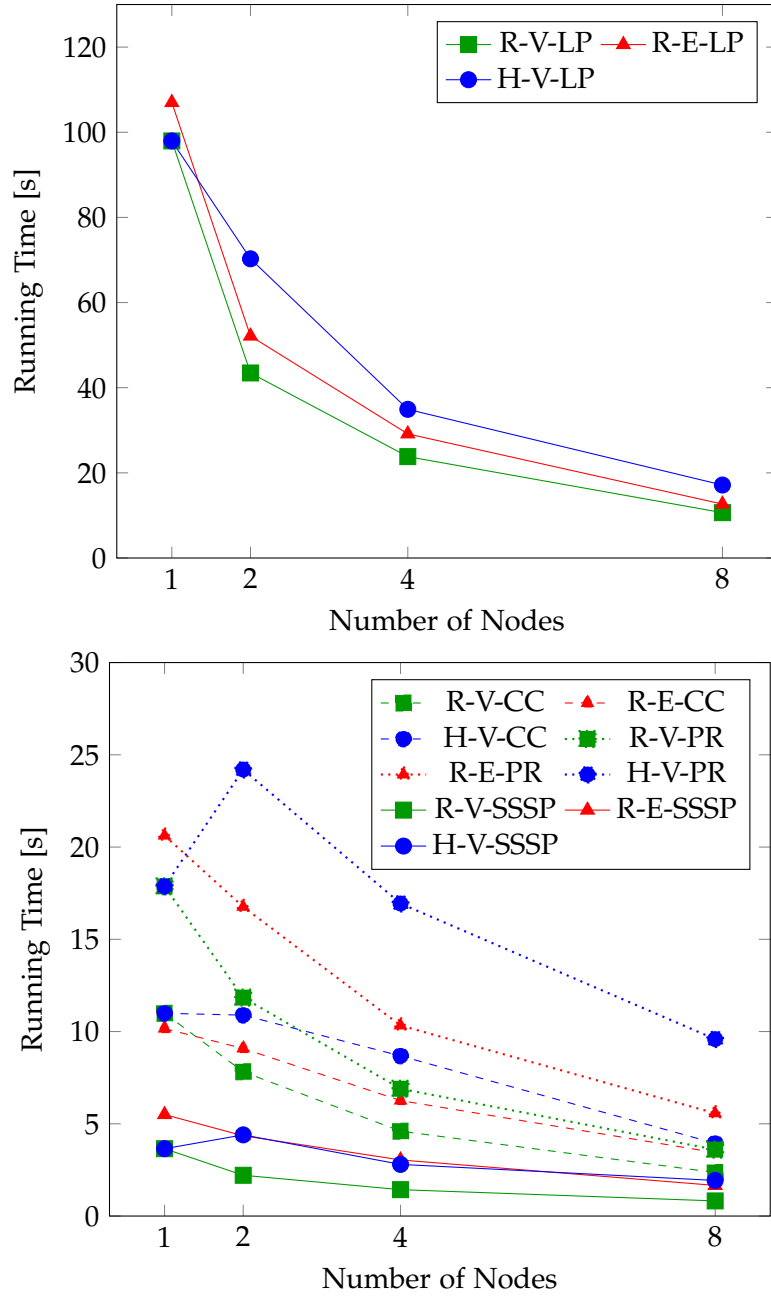 120
100
80
60
40
20
0
Running Time [s]
R-V-LP R-E-LP
H-V-LP
1 2 4 8
Number of Nodes
30
25
20
15
10
5
0
Running Time [s]
R-V-CC R-E-CC
H-V-CC R-V-PR
R-E-PR H-V-PR
R-V-SSSP R-E-SSSP
H-V-SSSP
1 2 4 8
Number of Nodes